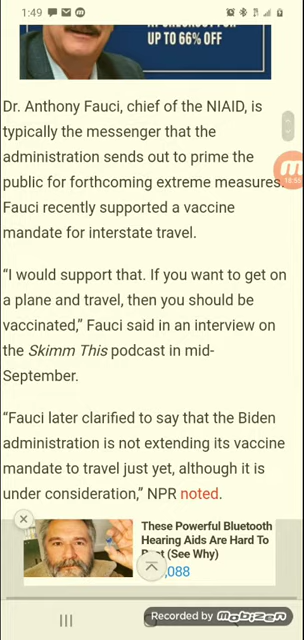 1:49
UP TO 66% OFF
Dr. Anthony Fauci, chief of the NIAID, is
typically the messenger that the
administration sends out to prime the
public for forthcoming extreme measures.
Fauci recently supported a vaccine
mandate for interstate travel.
“I would support that. If you want to get on
a plane and travel, then you should be
vaccinated,” Fauci said in an interview on
the Skimm This podcast in mid-
September.
“Fauci later clarified to say that the Biden
administration is not extending its vaccine
mandate to travel just yet, although it is
under consideration,” NPR noted.
These Powerful Bluetooth
Hearing Aids Are Hard To
(See Why)
,088
Recorded by mobizen